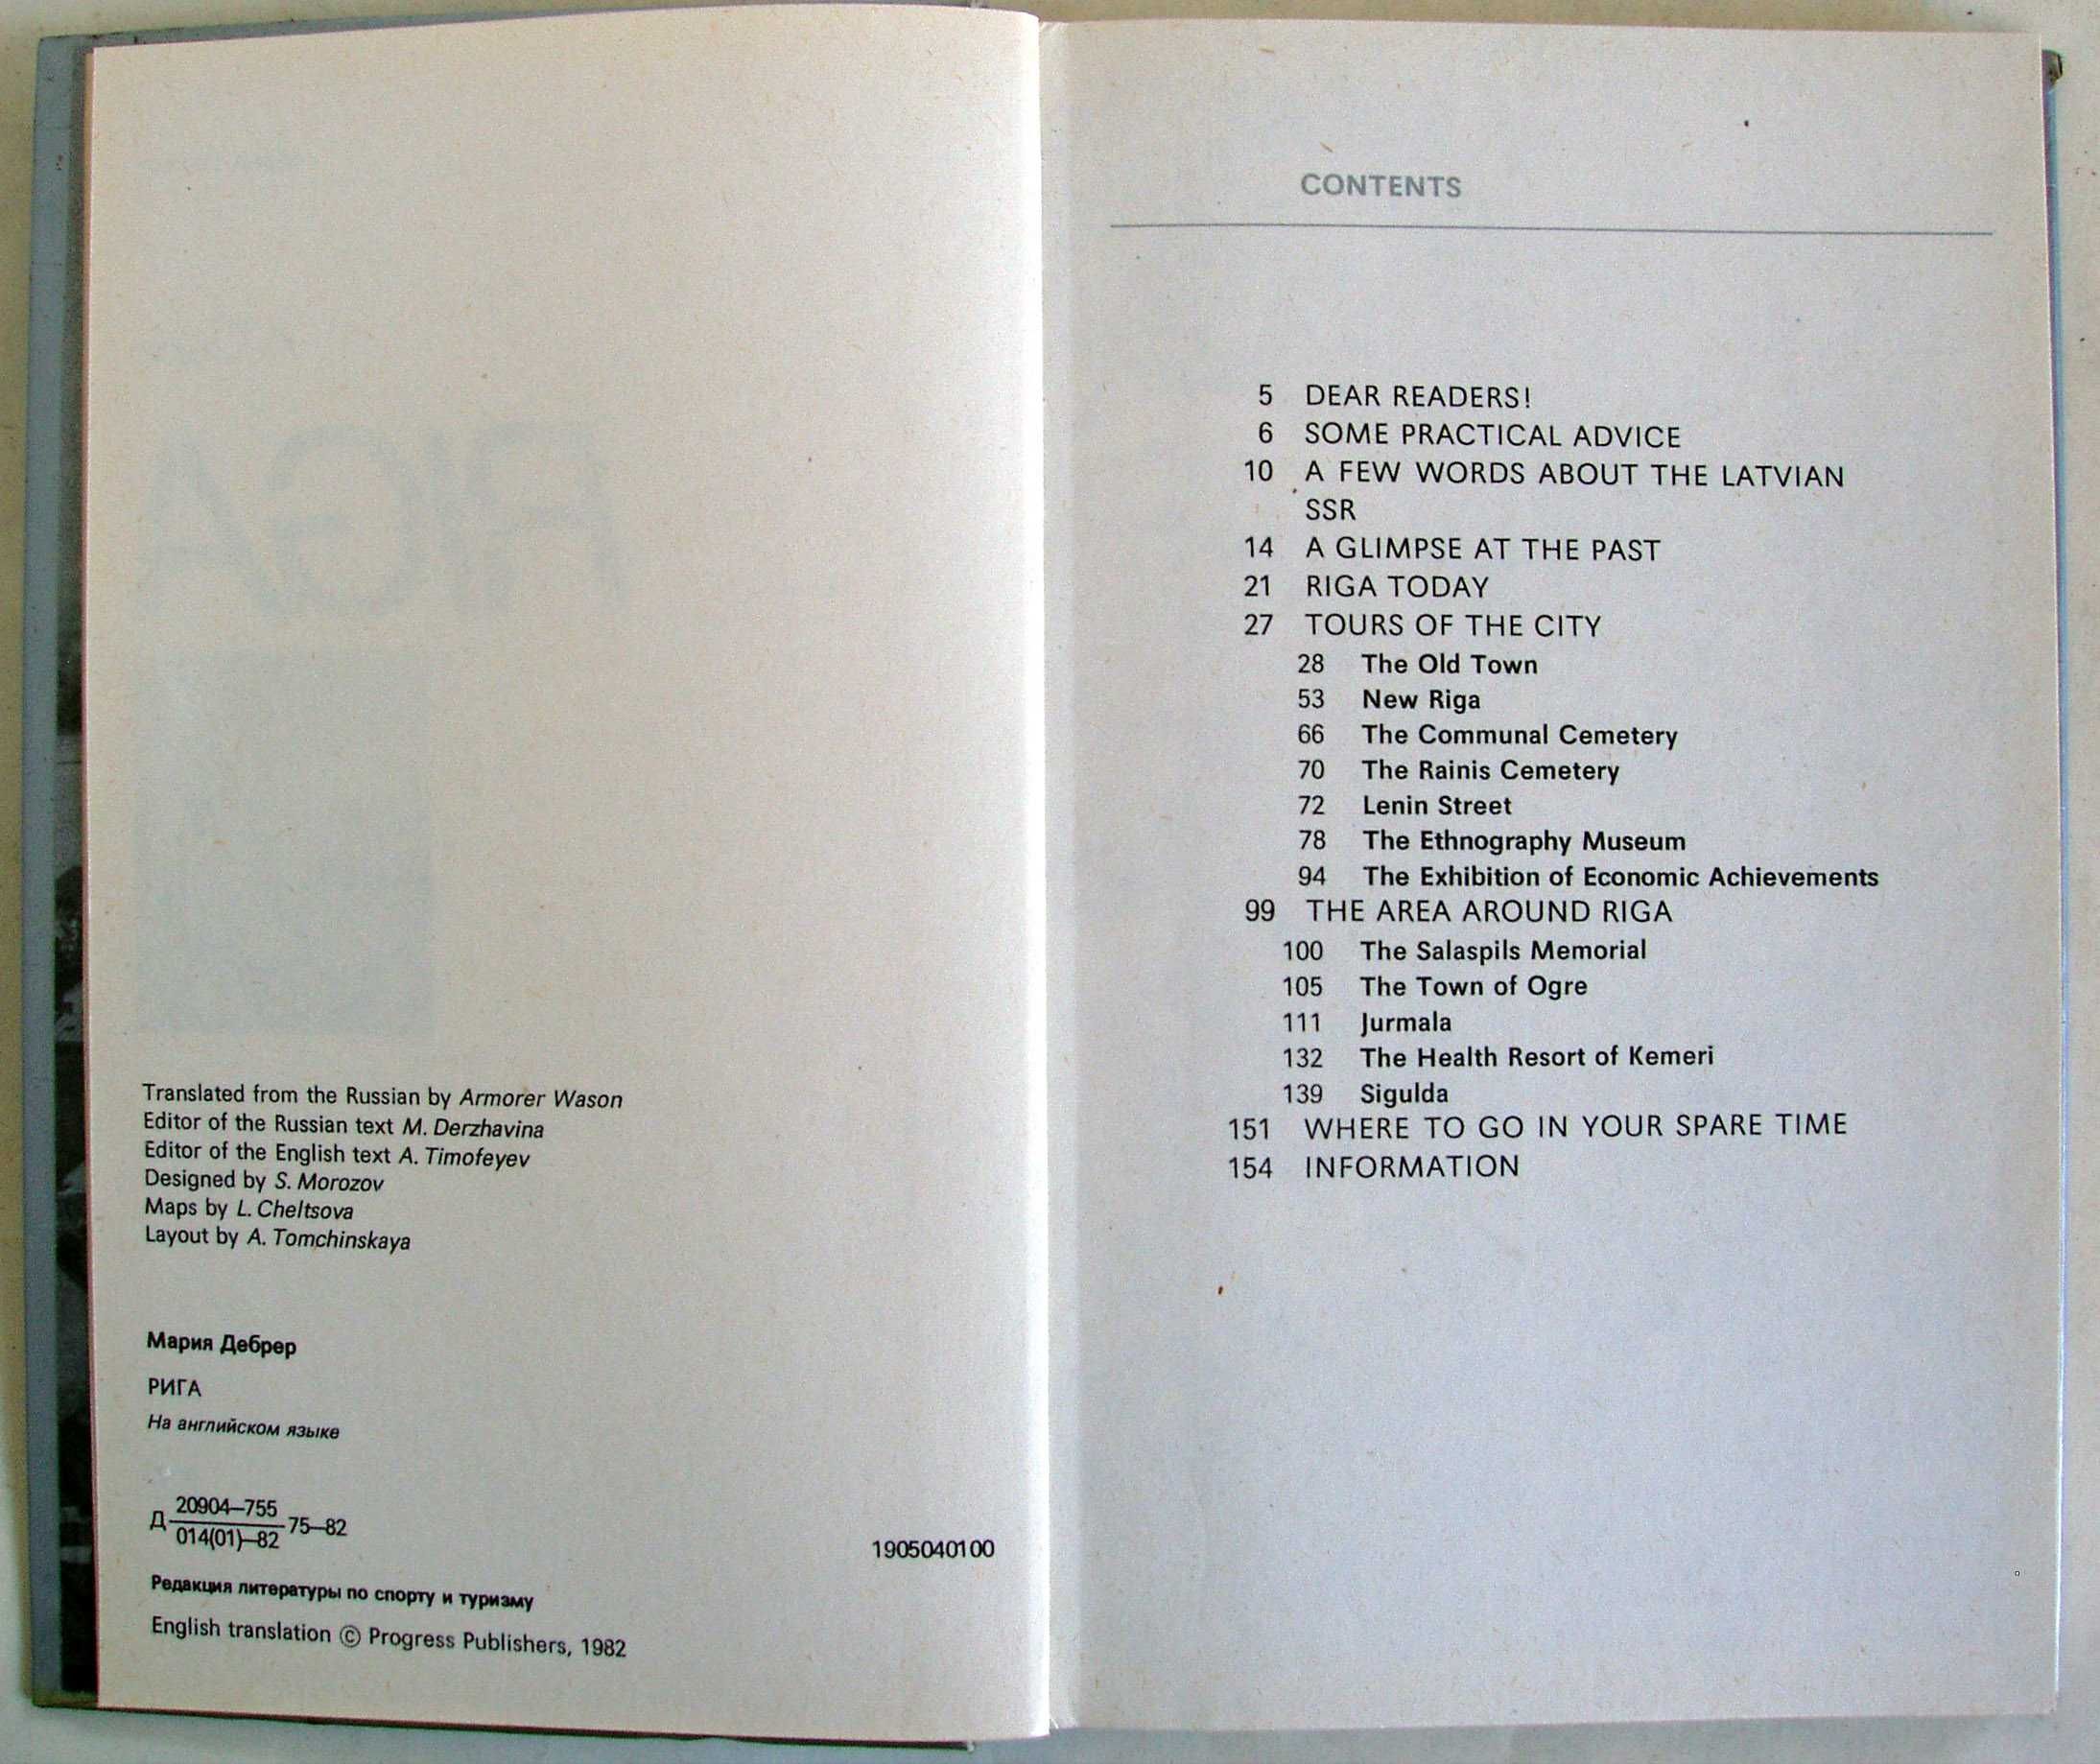 Translated from the Russian by Armorer Wason
Editor of the Russian text M. Derzhavina
Editor of the English text A. Timofeyev
Designed by S. Morozov
Maps by L. Cheltsova
Layout by A. Tomchinskaya
Мария Дебрер
РИГА
На английском языке
Д 20904–755
014(01)–82 75–82
1905040100
Редакция литературы по спорту и туризму
English translation © Progress Publishers, 1982
CONTENTS
5 DEAR READERS!
6 SOME PRACTICAL ADVICE
10 A FEW WORDS ABOUT THE LATVIAN
SSR
14 A GLIMPSE AT THE PAST
21 RIGA TODAY
27 TOURS OF THE CITY
28 The Old Town
53 New Riga
66 The Communal Cemetery
70 The Rainis Cemetery
72 Lenin Street
78 The Ethnography Museum
94 The Exhibition of Economic Achievements
99 THE AREA AROUND RIGA
100 The Salaspils Memorial
105 The Town of Ogre
111 Jurmala
132 The Health Resort of Kemeri
139 Sigulda
151 WHERE TO GO IN YOUR SPARE TIME
154 INFORMATION